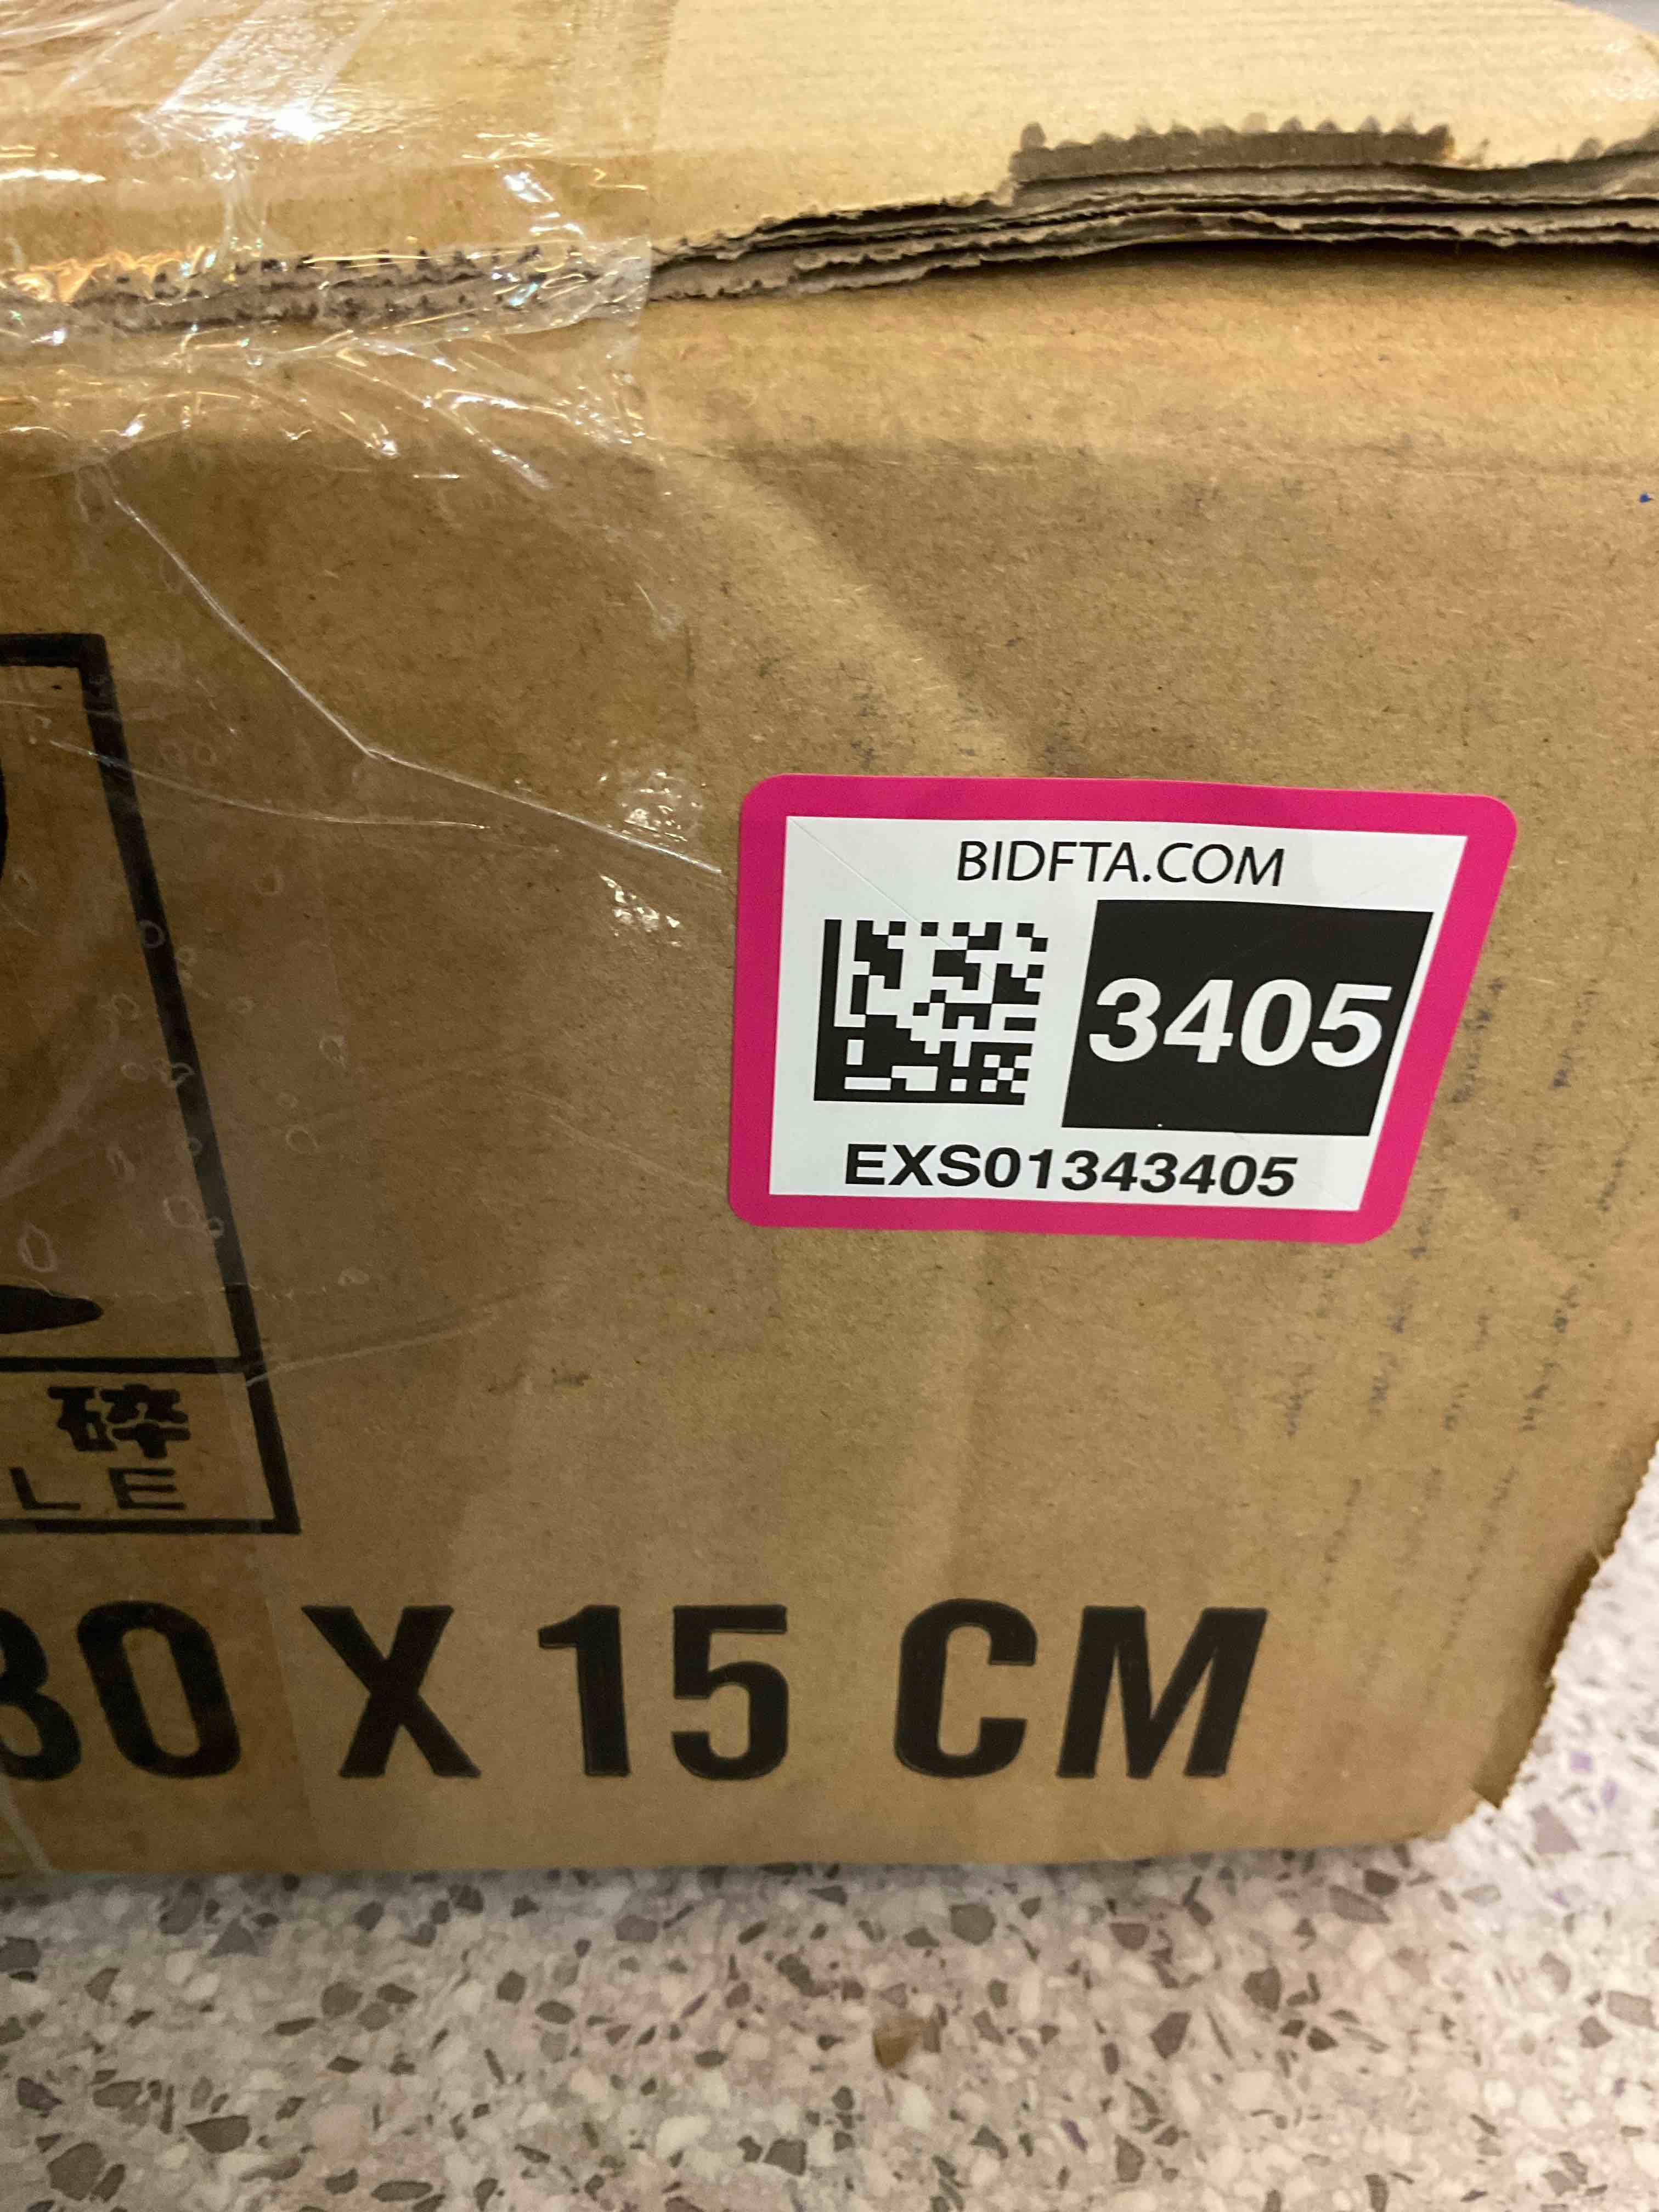 BIDFTA.COM
3405
EXS01343405
碎
LE
30 X 15 CM